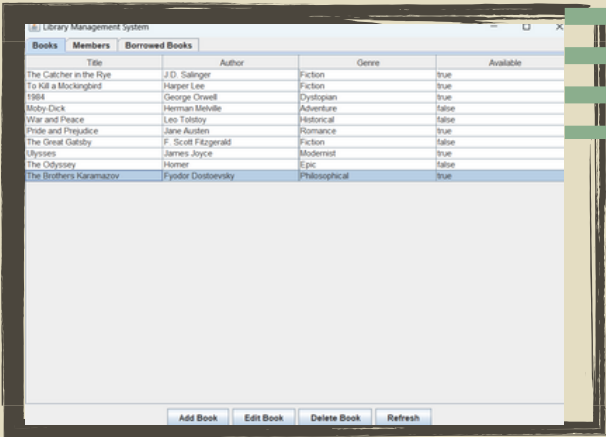 Library Management System
Books Members Borrowed Books
Title Author Genre Available
The Catcher in the Rye J.D. Salinger Fiction true
To Kill a Mockingbird Harper Lee Fiction true
1984 George Orwell Dystopian true
Moby-Dick Herman Melville Adventure false
War and Peace Leo Tolstoy Historical false
Pride and Prejudice Jane Austen Romance true
The Great Gatsby F. Scott Fitzgerald Fiction false
Ulysses James Joyce Modernist true
The Odyssey Homer Epic false
The Brothers Karamazov Fyodor Dostoevsky Philosophical true
Add Book Edit Book Delete Book Refresh